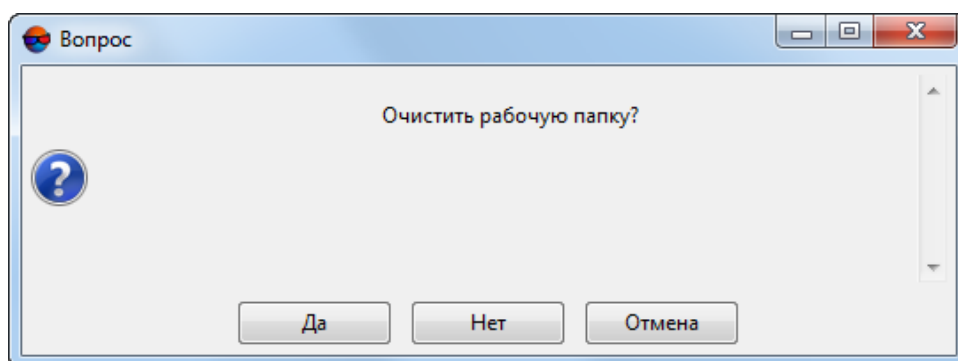 Вопрос
Очистить рабочую папку?
Да
Нет
Отмена